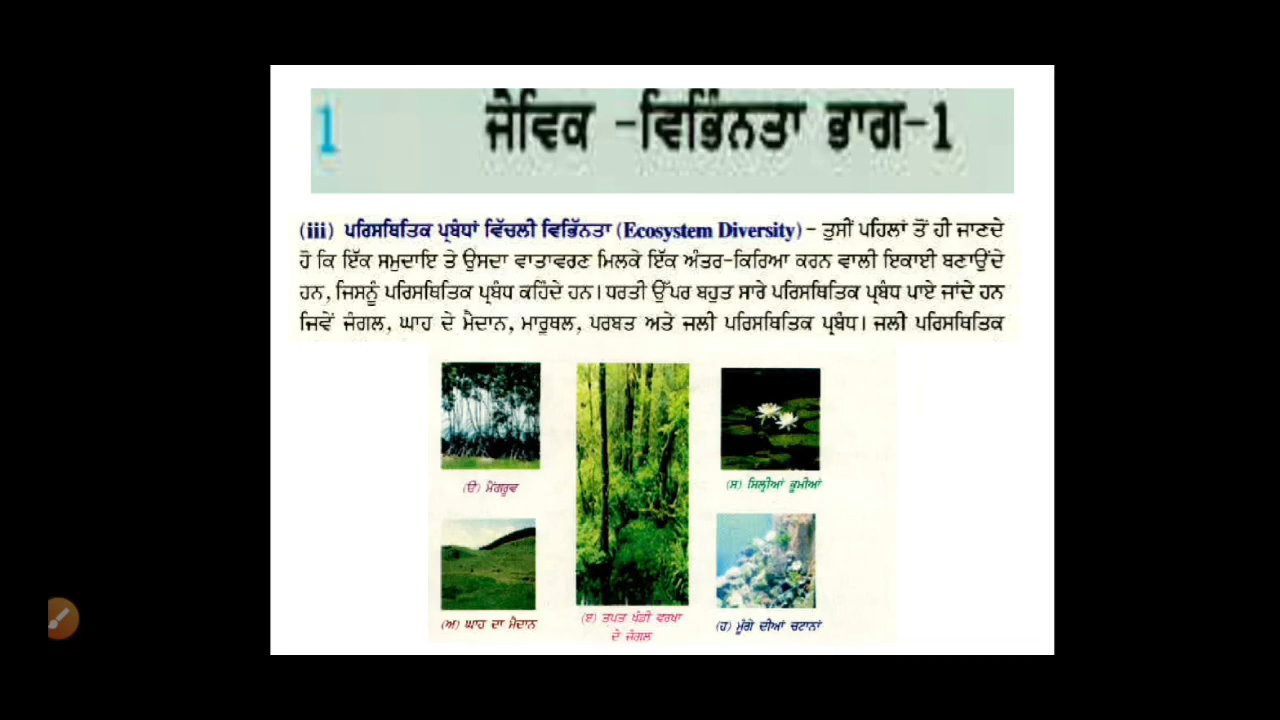 1 ਜੈਵਿਕ -ਵਿਭਿੰਨਤਾ ਭਾਗ-1
(iii) ਪਰਿਸਥਿਤਿਕ ਪ੍ਰਬੰਧਾਂ ਵਿੱਚਲੀ ਵਿਭਿੰਨਤਾ (Ecosystem Diversity) - ਤੁਸੀਂ ਪਹਿਲਾਂ ਤੋਂ ਹੀ ਜਾਣਦੇ
ਹੋ ਕਿ ਇੱਕ ਸਮੁਦਾਇ ਤੇ ਉਸਦਾ ਵਾਤਾਵਰਣ ਮਿਲਕੇ ਇੱਕ ਅੰਤਰ-ਕਿਰਿਆ ਕਰਨ ਵਾਲੀ ਇਕਾਈ ਬਣਾਉਂਦੇ
ਹਨ, ਜਿਸਨੂੰ ਪਰਿਸਥਿਤਿਕ ਪ੍ਰਬੰਧ ਕਹਿੰਦੇ ਹਨ। ਧਰਤੀ ਉੱਪਰ ਬਹੁਤ ਸਾਰੇ ਪਰਿਸਥਿਤਿਕ ਪ੍ਰਬੰਧ ਪਾਏ ਜਾਂਦੇ ਹਨ
ਜਿਵੇਂ ਜੰਗਲ, ਘਾਹ ਦੇ ਮੈਦਾਨ, ਮਾਰੂਥਲ, ਪਰਬਤ ਅਤੇ ਜਲੀ ਪਰਿਸਥਿਤਿਕ ਪ੍ਰਬੰਧ। ਜਲੀ ਪਰਿਸਥਿਤਿਕ
(ੳ) ਮੈਂਗਰੂਵ
(ਸ) ਸਿਲ੍ਹੀਆਂ ਭੂਮੀਆਂ
(ਅ) ਘਾਹ ਦਾ ਮੈਦਾਨ
(ੲ) ਤਪਤ ਖੰਡੀ ਵਰਖਾ
ਦੇ ਜੰਗਲ
(ਹ) ਮੂੰਗੇ ਦੀਆਂ ਚਟਾਨਾਂ